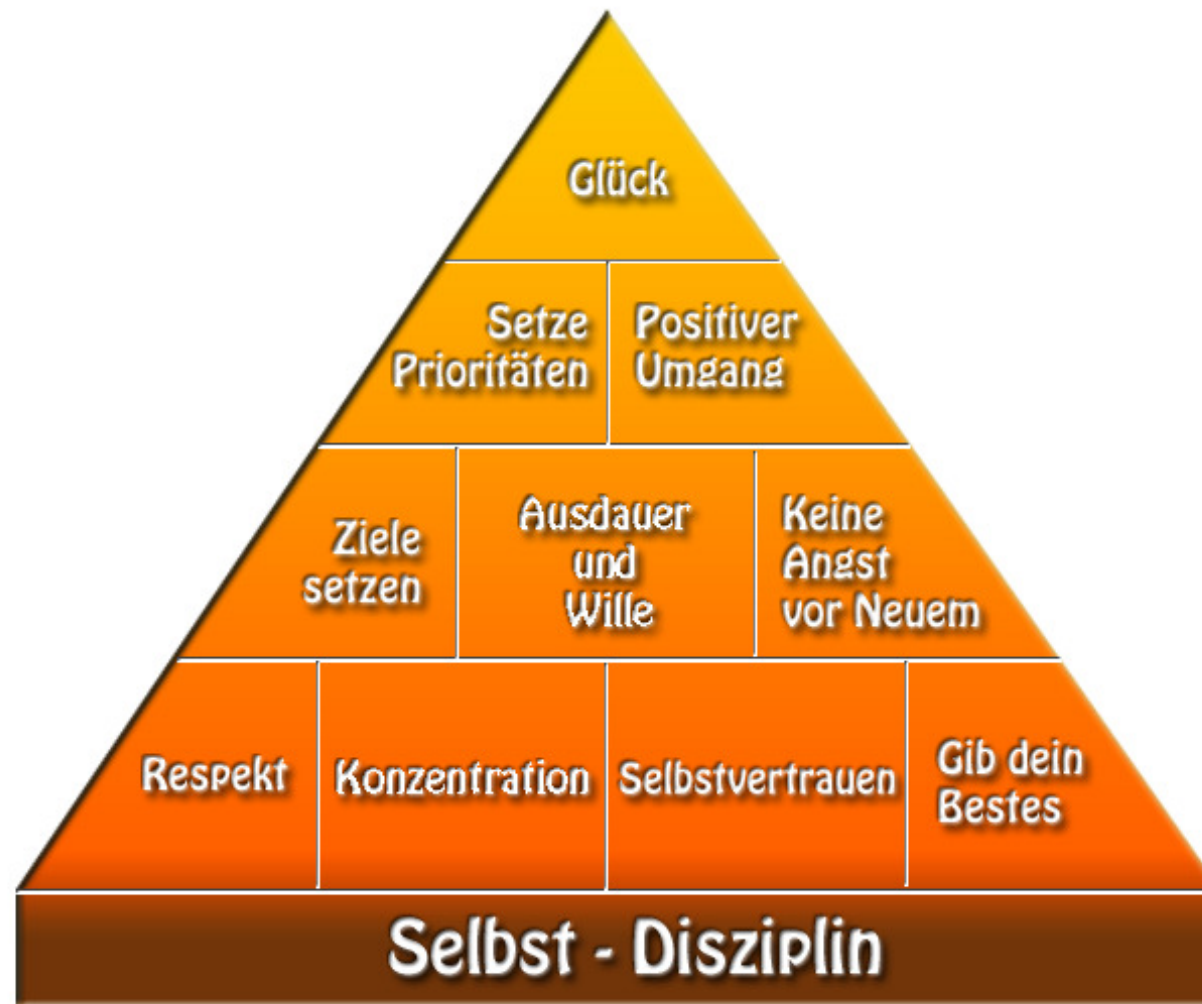 Glück
Setze
Prioritäten
Positiver
Umgang
Ziele
setzen
Ausdauer
und
Wille
Keine
Angst
vor Neuem
Respekt
Konzentration
Selbstvertrauen
Gib dein
Bestes
Selbst - Disziplin